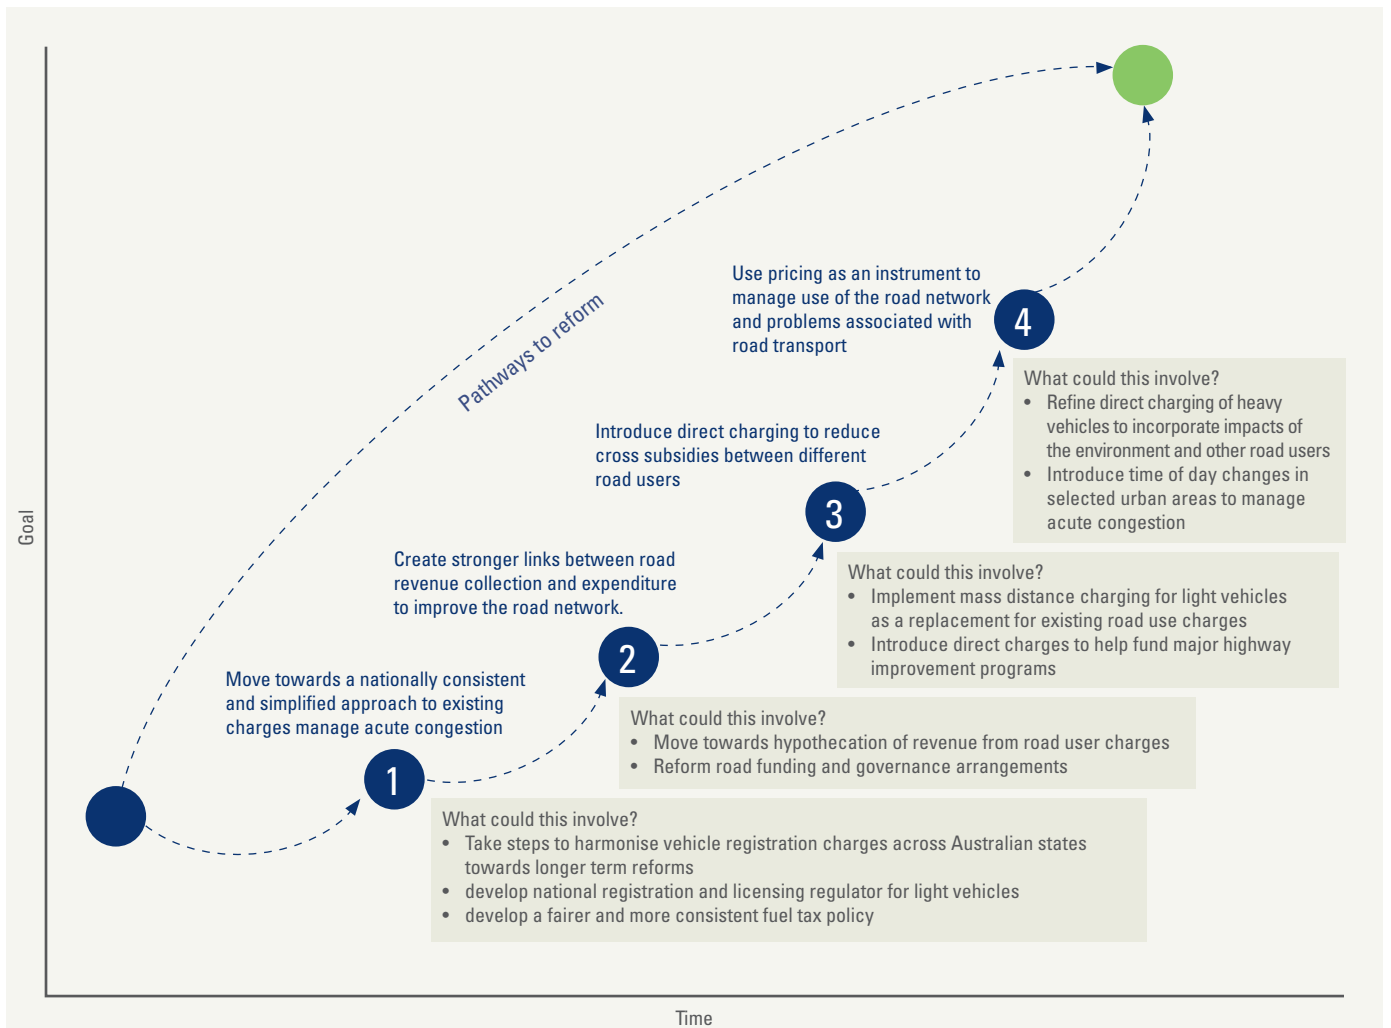 Goal
Time
Pathways to reform
Move towards a nationally consistent
and simplified approach to existing
charges manage acute congestion
1
What could this involve?
• Take steps to harmonise vehicle registration charges across Australian states
towards longer term reforms
• develop national registration and licensing regulator for light vehicles
• develop a fairer and more consistent fuel tax policy
Create stronger links between road
revenue collection and expenditure
to improve the road network.
2
What could this involve?
• Move towards hypothecation of revenue from road user charges
• Reform road funding and governance arrangements
Introduce direct charging to reduce
cross subsidies between different
road users
3
What could this involve?
• Implement mass distance charging for light vehicles
as a replacement for existing road use charges
• Introduce direct charges to help fund major highway
improvement programs
Use pricing as an instrument to
manage use of the road network
and problems associated with
road transport
4
What could this involve?
• Refine direct charging of heavy
vehicles to incorporate impacts of
the environment and other road users
• Introduce time of day changes in
selected urban areas to manage
acute congestion